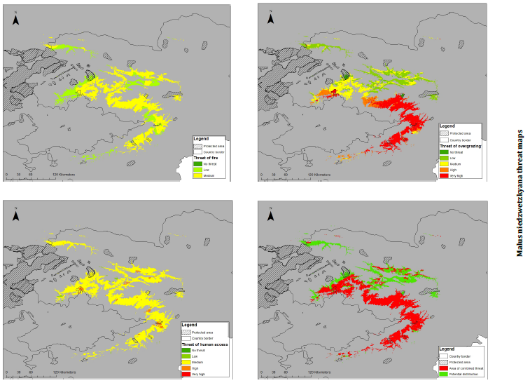 N
Legend
Protected area
Country border
Threat of fire
No threat
Low
Medium
N
Legend
Protected area
Country border
Threat of overgrazing
No threat
Low
Medium
High
Very high
Malus niedzwetzkyana threat maps
N
Legend
Protected area
Country border
Threat of human access
No threat
Low
Medium
High
Very high
N
Legend
Country border
Protected area
Area of combined threat
Potential distribution